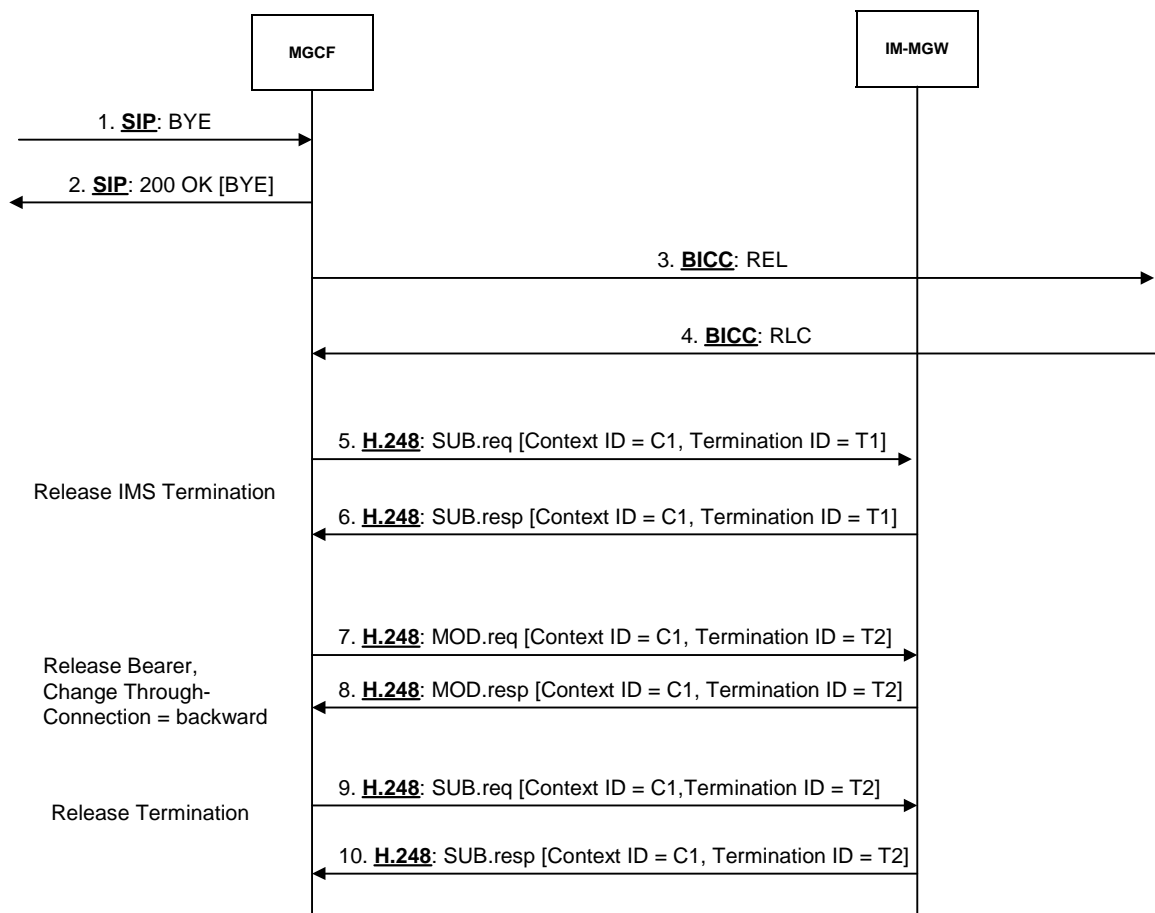 MGCF
IM-MGW
1. SIP: BYE
2. SIP: 200 OK [BYE]
3. BICC: REL
4. BICC: RLC
5. H.248: SUB.req [Context ID = C1, Termination ID = T1]
Release IMS Termination
6. H.248: SUB.resp [Context ID = C1, Termination ID = T1]
7. H.248: MOD.req [Context ID = C1, Termination ID = T2]
Release Bearer,
Change Through-
Connection = backward
8. H.248: MOD.resp [Context ID = C1, Termination ID = T2]
9. H.248: SUB.req [Context ID = C1,Termination ID = T2]
Release Termination
10. H.248: SUB.resp [Context ID = C1, Termination ID = T2]